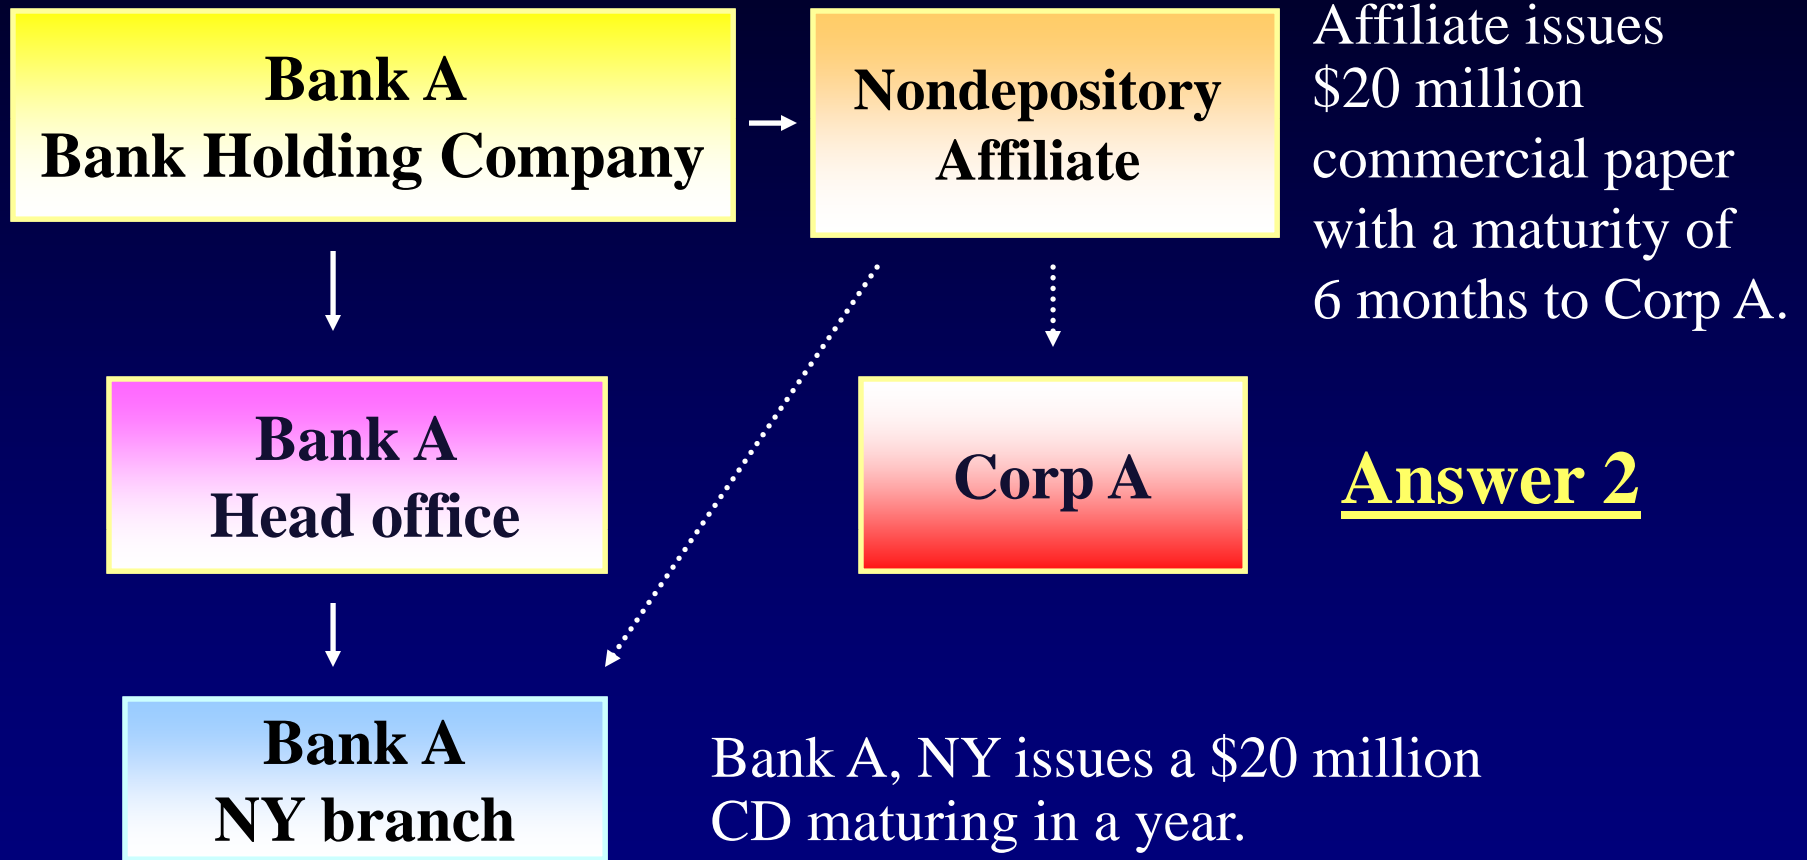 Bank A
Bank Holding Company
Nondepository
Affiliate
Affiliate issues
$20 million
commercial paper
with a maturity of
6 months to Corp A.
Bank A
Head office
Corp A
Answer 2
Bank A
NY branch
Bank A, NY issues a $20 million
CD maturing in a year.